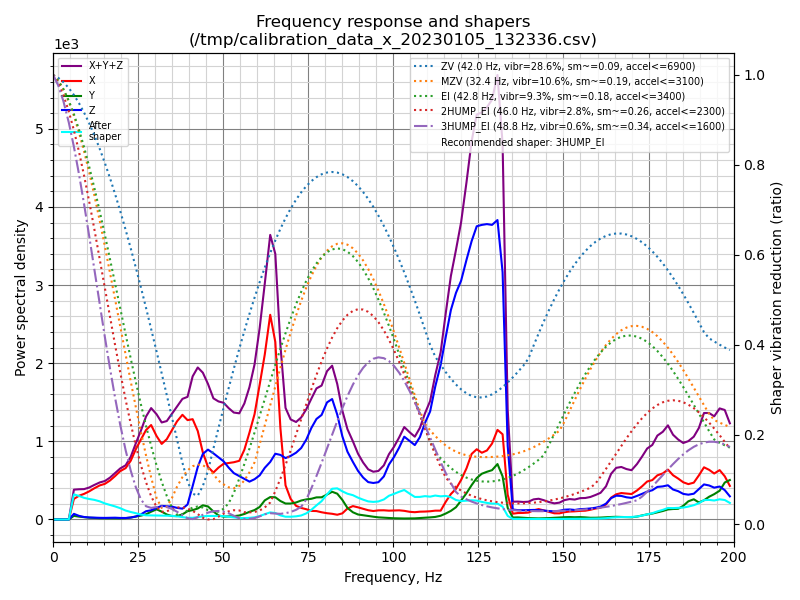 Frequency response and shapers
(/tmp/calibration_data_x_20230105_132336.csv)
1e3
X+Y+Z
X
Y
Z
After
shaper
ZV (42.0 Hz, vibr=28.6%, sm~=0.09, accel<=6900)
MZV (32.4 Hz, vibr=10.6%, sm~=0.19, accel<=3100)
EI (42.8 Hz, vibr=9.3%, sm~=0.18, accel<=3400)
2HUMP_EI (46.0 Hz, vibr=2.8%, sm~=0.26, accel<=2300)
3HUMP_EI (48.8 Hz, vibr=0.6%, sm~=0.34, accel<=1600)
Recommended shaper: 3HUMP_EI
5
4
3
2
1
0
Power spectral density
1.0
0.8
0.6
0.4
0.2
0.0
Shaper vibration reduction (ratio)
0 25 50 75 100 125 150 175 200
Frequency, Hz